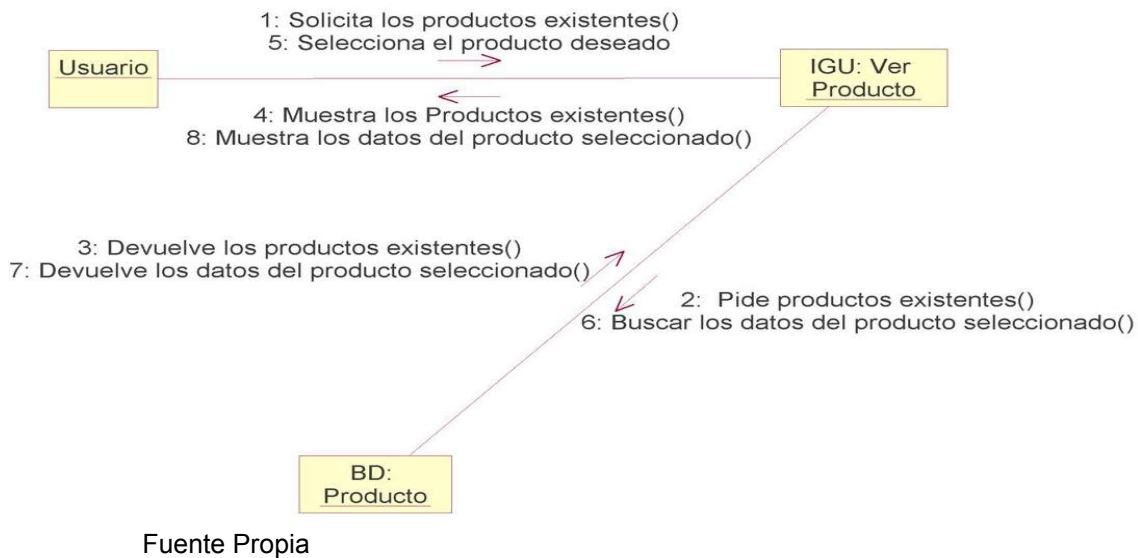 1: Solicita los productos existentes()
5: Selecciona el producto deseado
Usuario
IGU: Ver
Producto
4: Muestra los Productos existentes()
8: Muestra los datos del producto seleccionado()
3: Devuelve los productos existentes()
7: Devuelve los datos del producto seleccionado()
2: Pide productos existentes()
6: Buscar los datos del producto seleccionado()
BD:
Producto
Fuente Propia